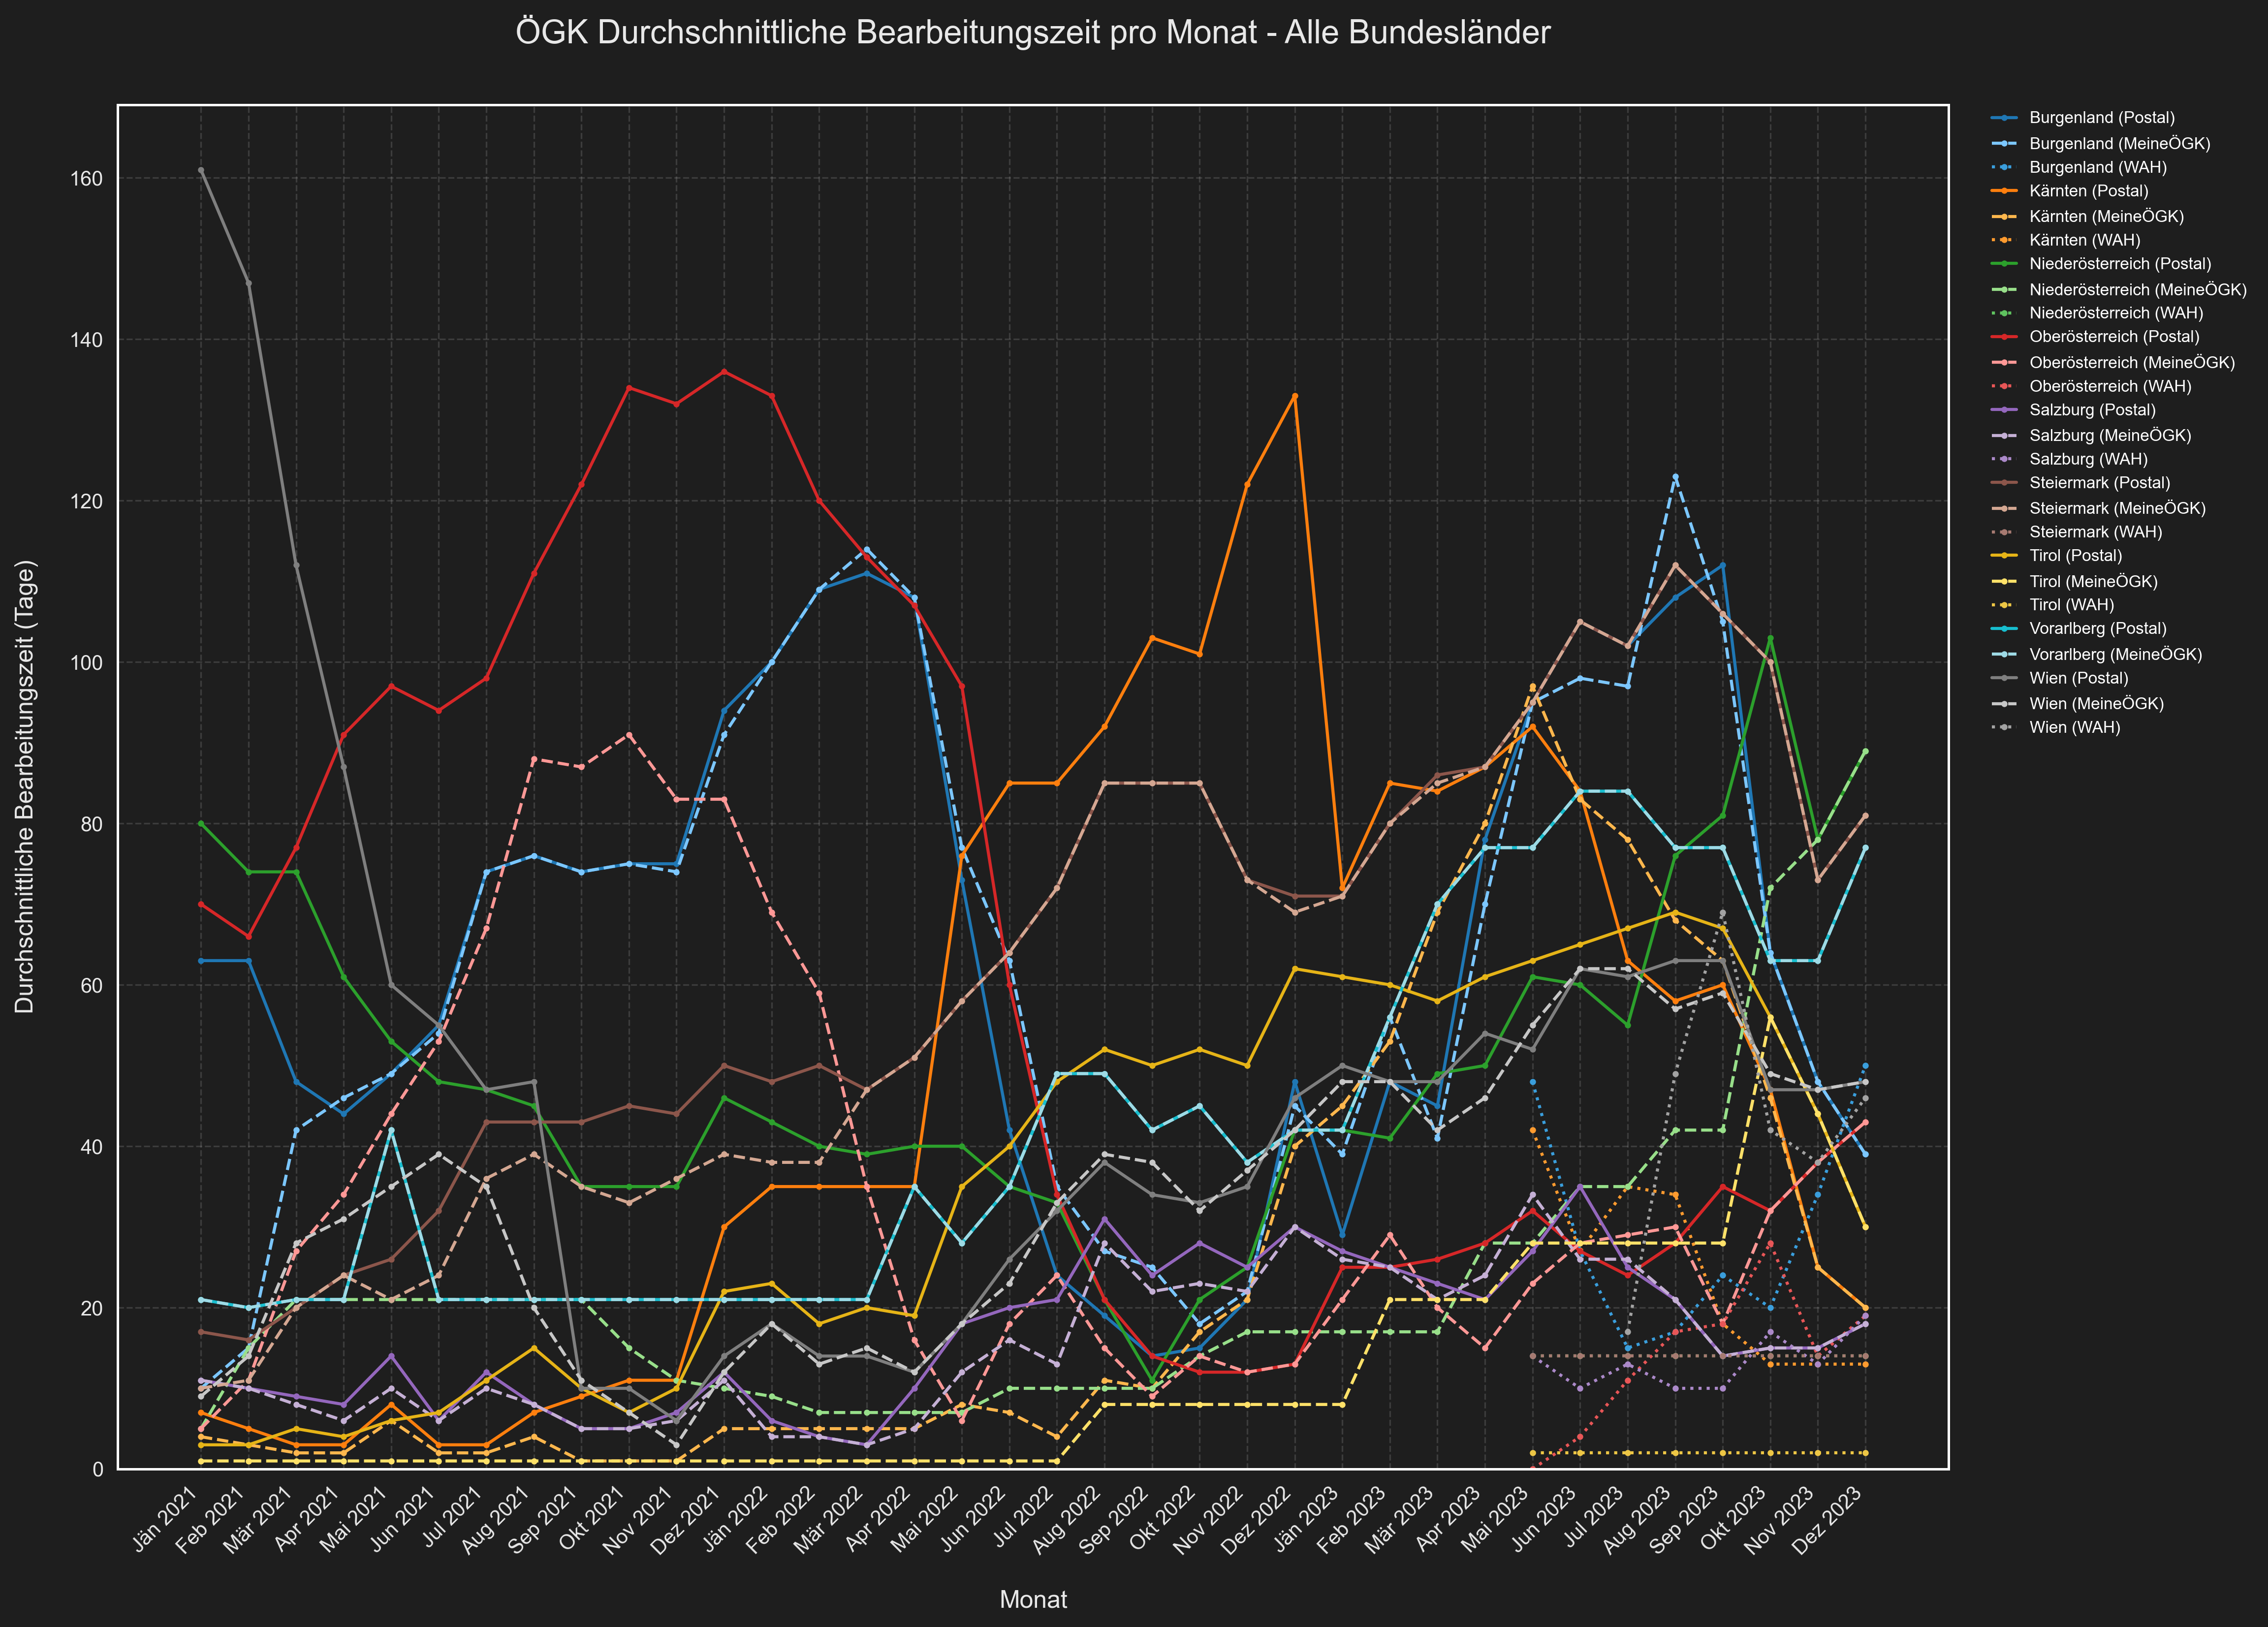 ÖGK Durchschnittliche Bearbeitungszeit pro Monat - Alle Bundesländer
Durchschnittliche Bearbeitungszeit (Tage)
160
140
120
100
80
60
40
20
0
Jän 2021
Feb 2021
Mär 2021
Apr 2021
Mai 2021
Jun 2021
Jul 2021
Aug 2021
Sep 2021
Okt 2021
Nov 2021
Dez 2021
Jän 2022
Feb 2022
Mär 2022
Apr 2022
Mai 2022
Jun 2022
Jul 2022
Aug 2022
Sep 2022
Okt 2022
Nov 2022
Dez 2022
Jän 2023
Feb 2023
Mär 2023
Apr 2023
Mai 2023
Jun 2023
Jul 2023
Aug 2023
Sep 2023
Okt 2023
Nov 2023
Dez 2023
Monat
Burgenland (Postal)
Burgenland (MeineÖGK)
Burgenland (WAH)
Kärnten (Postal)
Kärnten (MeineÖGK)
Kärnten (WAH)
Niederösterreich (Postal)
Niederösterreich (MeineÖGK)
Niederösterreich (WAH)
Oberösterreich (Postal)
Oberösterreich (MeineÖGK)
Oberösterreich (WAH)
Salzburg (Postal)
Salzburg (MeineÖGK)
Salzburg (WAH)
Steiermark (Postal)
Steiermark (MeineÖGK)
Steiermark (WAH)
Tirol (Postal)
Tirol (MeineÖGK)
Tirol (WAH)
Vorarlberg (Postal)
Vorarlberg (MeineÖGK)
Wien (Postal)
Wien (MeineÖGK)
Wien (WAH)